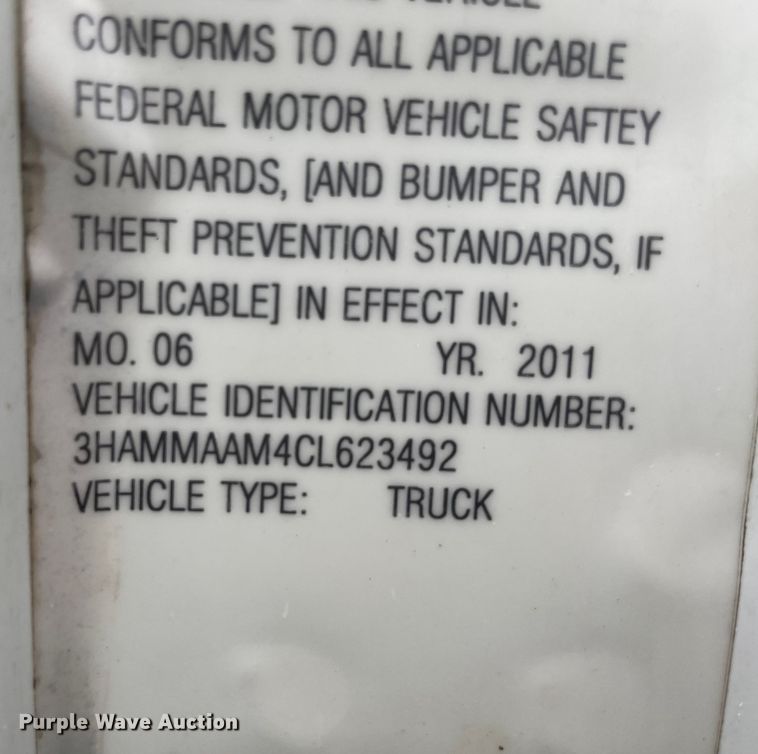 VEHICLE
CONFORMS TO ALL APPLICABLE
FEDERAL MOTOR VEHICLE SAFTEY
STANDARDS, [AND BUMPER AND
THEFT PREVENTION STANDARDS, IF
APPLICABLE] IN EFFECT IN:
MO. 06 YR. 2011
VEHICLE IDENTIFICATION NUMBER:
3HAMMAAM4CL623492
VEHICLE TYPE: TRUCK
Purple Wave Auction